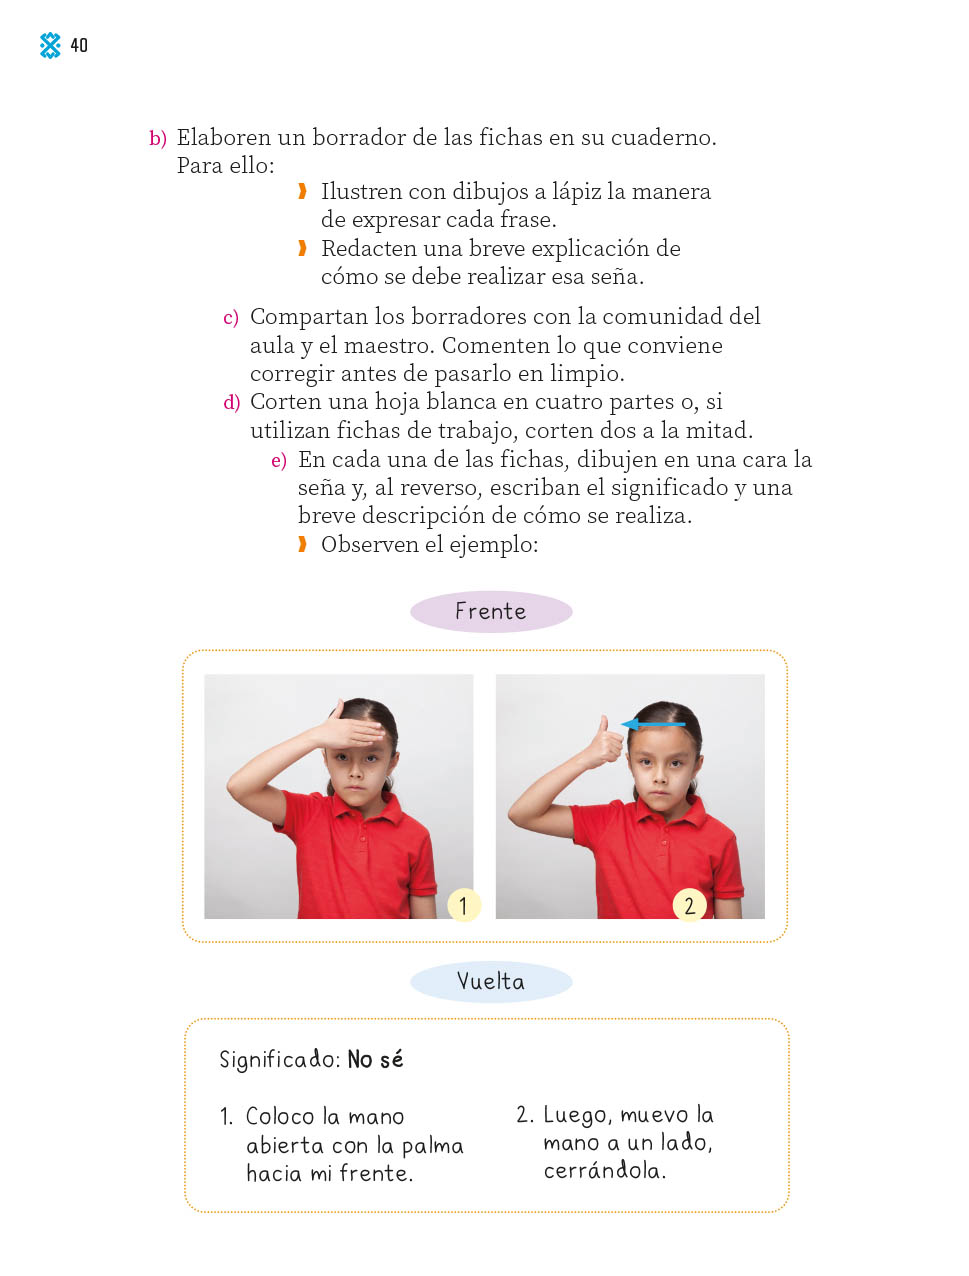 40
b) Elaboren un borrador de las fichas en su cuaderno.
Para ello:
Ilustren con dibujos a lápiz la manera
de expresar cada frase.
Redacten una breve explicación de
cómo se debe realizar esa seña.
c) Compartan los borradores con la comunidad del
aula y el maestro. Comenten lo que conviene
corregir antes de pasarlo en limpio.
d) Corten una hoja blanca en cuatro partes o, si
utilizan fichas de trabajo, corten dos a la mitad.
e) En cada una de las fichas, dibujen en una cara la
seña y, al reverso, escriban el significado y una
breve descripción de cómo se realiza.
Observen el ejemplo:
Frente
1
2
Vuelta
Significado: No sé
1. Coloco la mano
abierta con la palma
hacia mi frente.
2. Luego, muevo la
mano a un lado,
cerrándola.